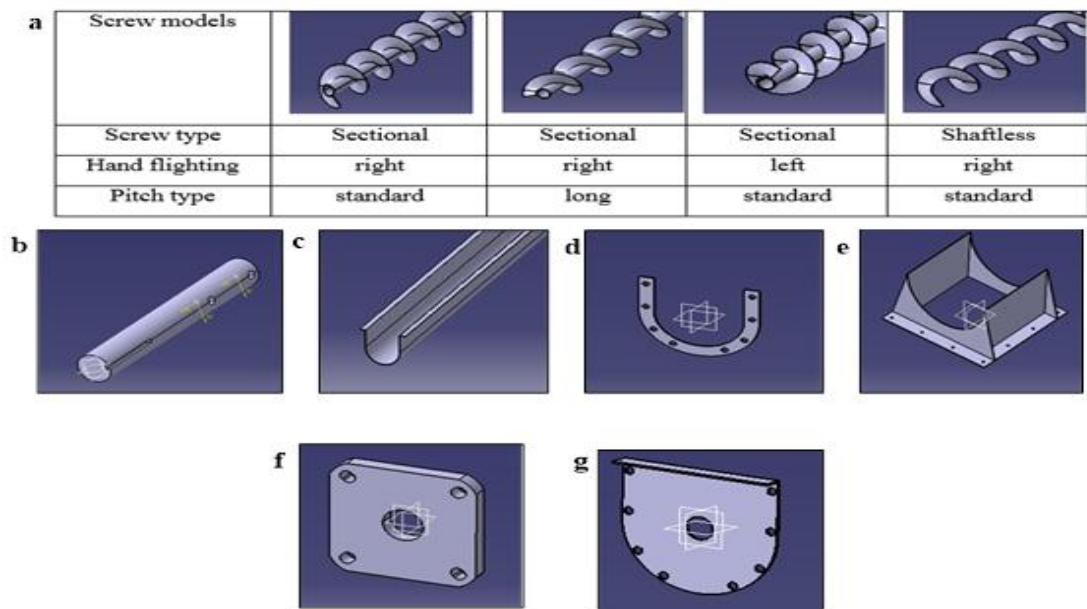 a
Screw models
Screw type Sectional Sectional Sectional Shaftless
Hand flighting right right left right
Pitch type standard long standard standard
b c d e
f g